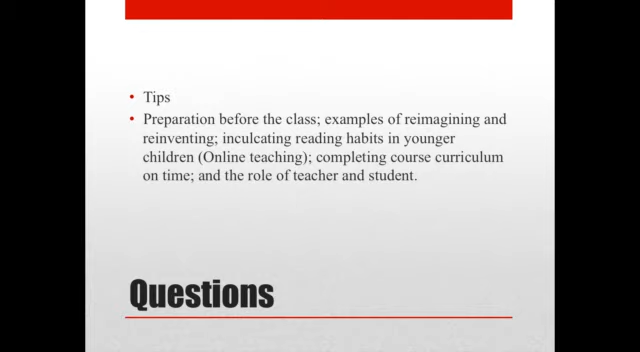 • Tips
• Preparation before the class; examples of reimagining and
reinventing; inculcating reading habits in younger
children (Online teaching); completing course curriculum
on time; and the role of teacher and student.
Questions